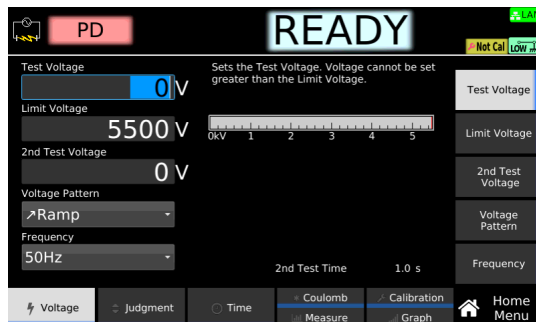 PD
READY
LAN
Not Cal
LOW
Test Voltage
0 V
Limit Voltage
5500 V
2nd Test Voltage
0 V
Voltage Pattern
↗Ramp
Frequency
50Hz
Sets the Test Voltage. Voltage cannot be set
greater than the Limit Voltage.
0kV 1 2 3 4 5
2nd Test Time 1.0 s
Test Voltage
Limit Voltage
2nd Test
Voltage
Voltage
Pattern
Frequency
Voltage
Judgment
Time
Coulomb
Measure
Calibration
Graph
Home
Menu